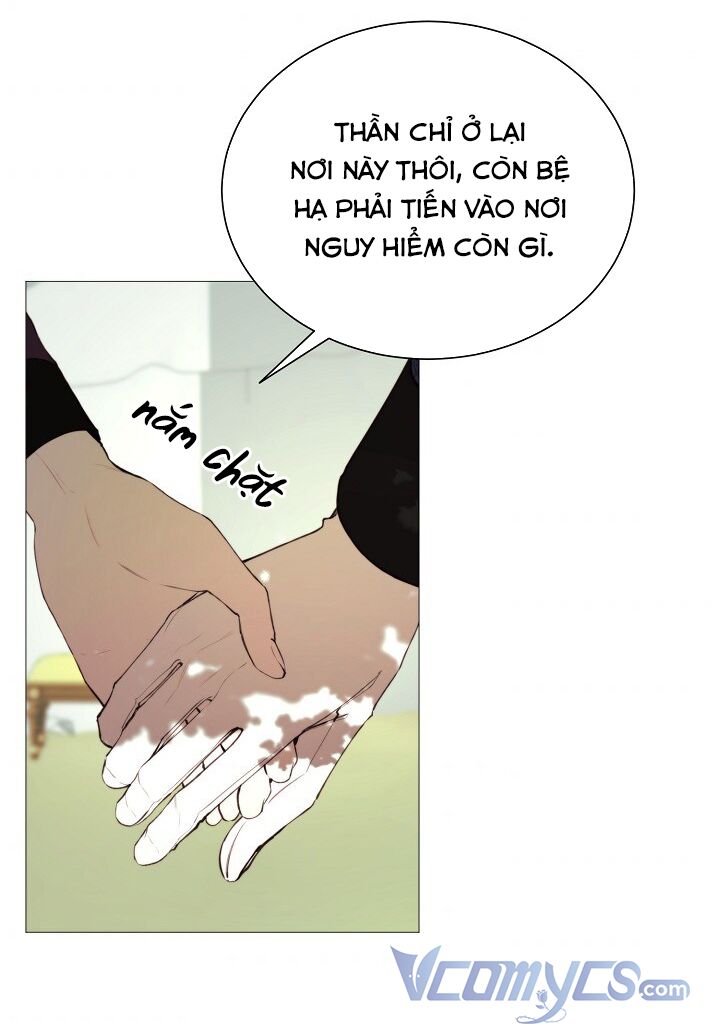 THẦN CHỈ Ở LẠI
NƠI NÀY THÔI, CÒN BỆ
HẠ PHẢI TIẾN VÀO NƠI
NGUY HIỂM CÒN GÌ.
nắm chặt
Vcomycs.com